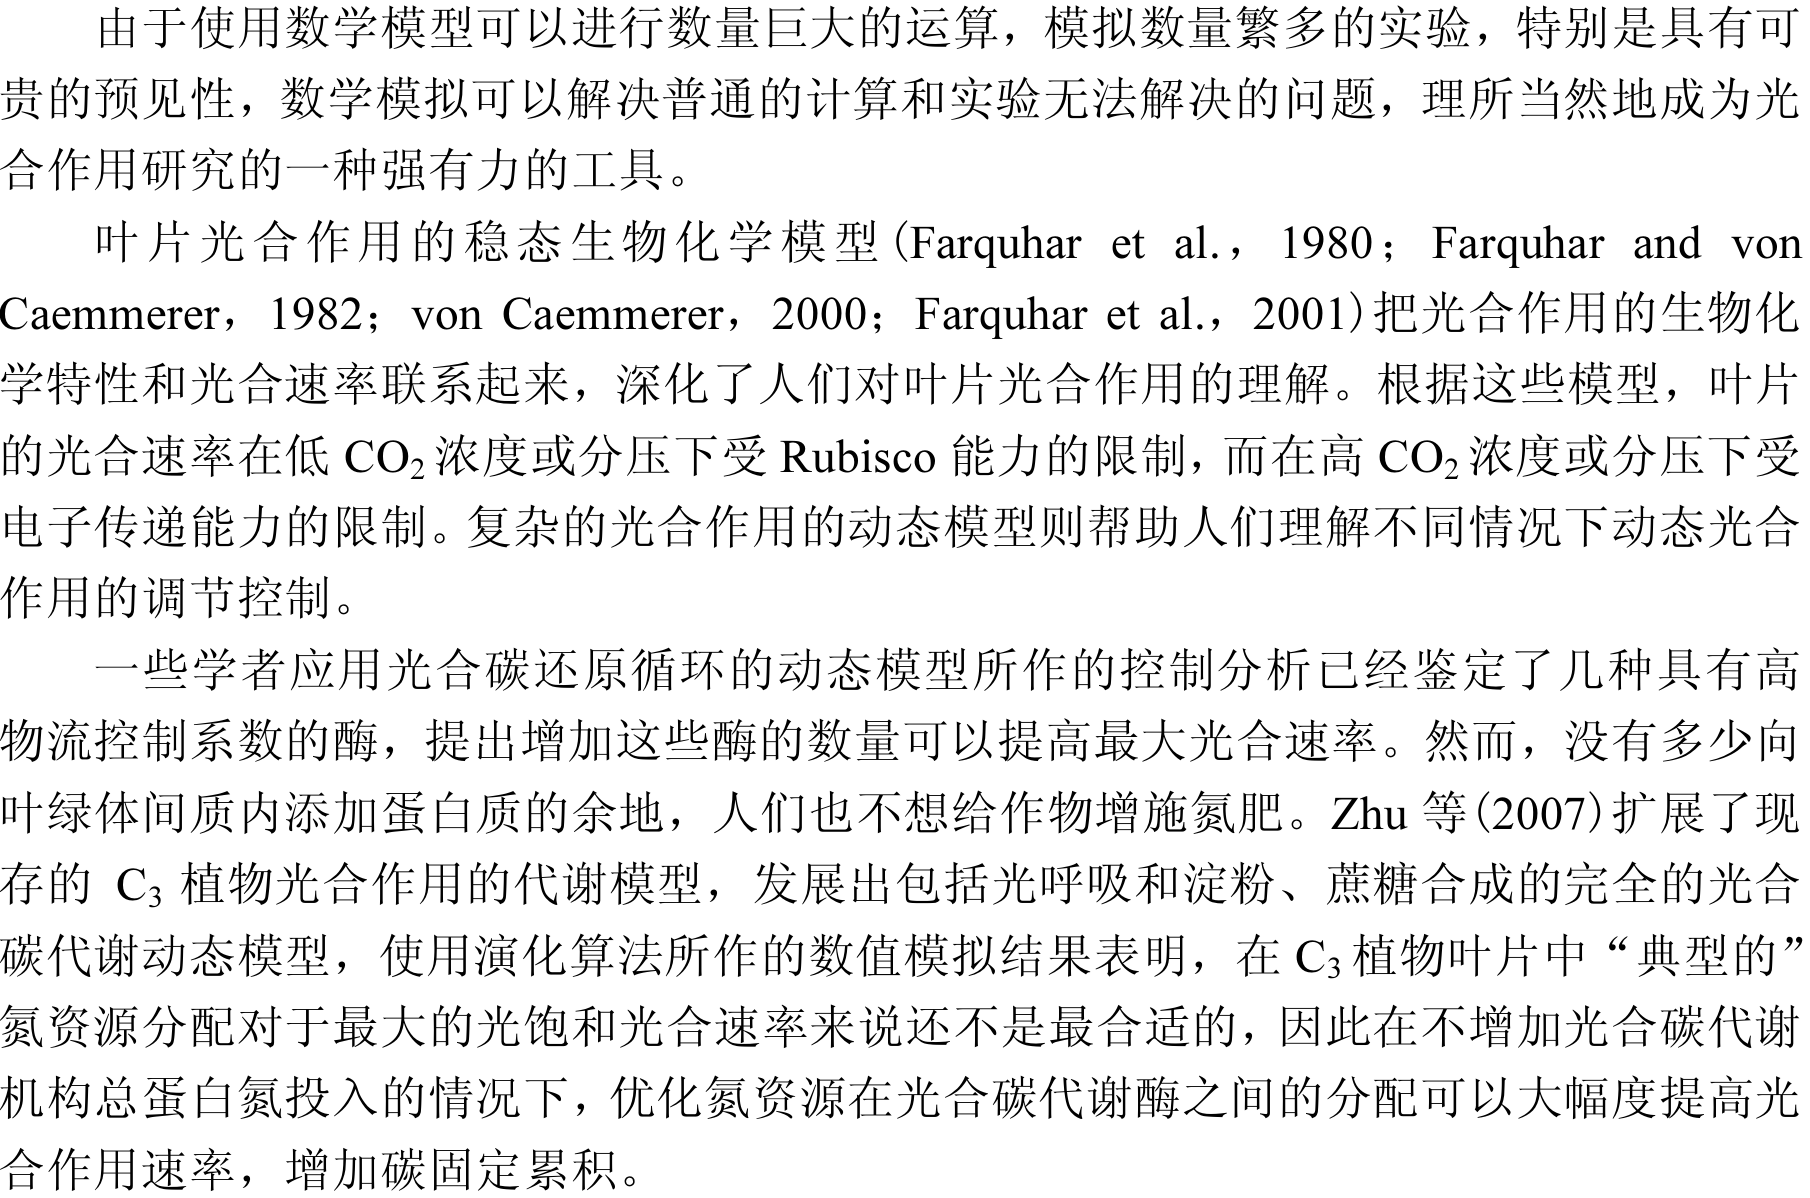 由于使用数学模型可以进行数量巨大的运算，模拟数量繁多的实验，特别是具有可
贵的预见性，数学模拟可以解决普通的计算和实验无法解决的问题，理所当然地成为光
合作用研究的一种强有力的工具。
叶片光合作用的稳态生物化学模型(Farquhar et al.，1980；Farquhar and von
Caemmerer，1982；von Caemmerer，2000；Farquhar et al.，2001)把光合作用的生物化
学特性和光合速率联系起来，深化了人们对叶片光合作用的理解。根据这些模型，叶片
的光合速率在低 CO₂浓度或分压下受 Rubisco 能力的限制，而在高 CO₂浓度或分压下受
电子传递能力的限制。复杂的光合作用的动态模型则帮助人们理解不同情况下动态光合
作用的调节控制。
一些学者应用光合碳还原循环的动态模型所作的控制分析已经鉴定了几种具有高
物流控制系数的酶，提出增加这些酶的数量可以提高最大光合速率。然而，没有多少向
叶绿体间质内添加蛋白质的余地，人们也不想给作物增施氮肥。Zhu 等(2007)扩展了现
存的 C₃ 植物光合作用的代谢模型，发展出包括光呼吸和淀粉、蔗糖合成的完全的光合
碳代谢动态模型，使用演化算法所作的数值模拟结果表明，在 C₃植物叶片中“典型的”
氮资源分配对于最大的光饱和光合速率来说还不是最合适的，因此在不增加光合碳代谢
机构总蛋白氮投入的情况下，优化氮资源在光合碳代谢酶之间的分配可以大幅度提高光
合作用速率，增加碳固定累积。